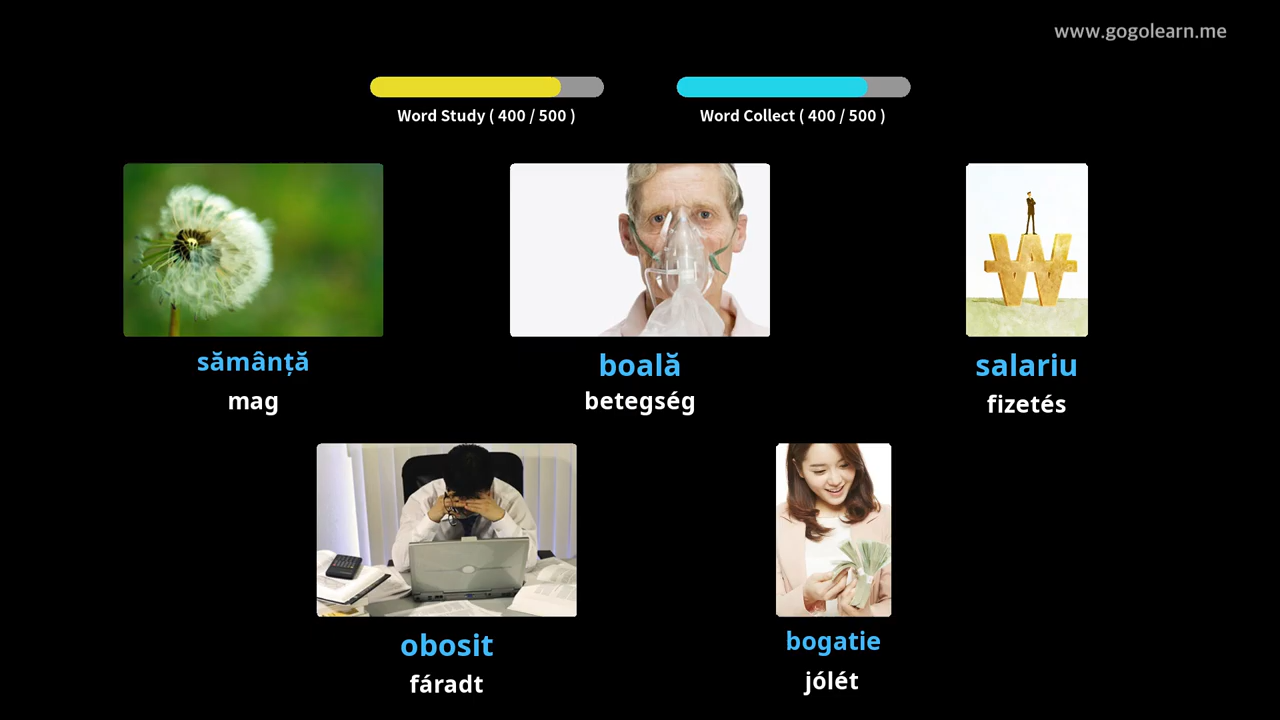 www.gogolearn.me
Word Study ( 400 / 500 )
Word Collect ( 400 / 500 )
sămânță
mag
boală
betegség
salariu
fizetés
obosit
fáradt
bogatie
jólét